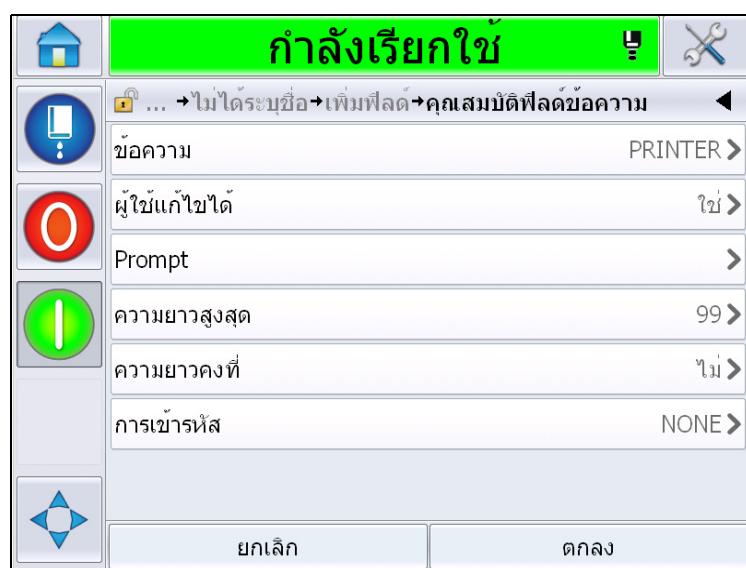 กำลังเรียกใช้
... →ไม่ได้ระบุชื่อ→เพิ่มฟิลด์→คุณสมบัติฟิลด์ข้อความ
ข้อความ PRINTER
ผู้ใช้แก้ไขได้ ใช่
Prompt
ความยาวสูงสุด 99
ความยาวคงที่ ไม่
การเข้ารหัส NONE
ยกเลิก ตกลง